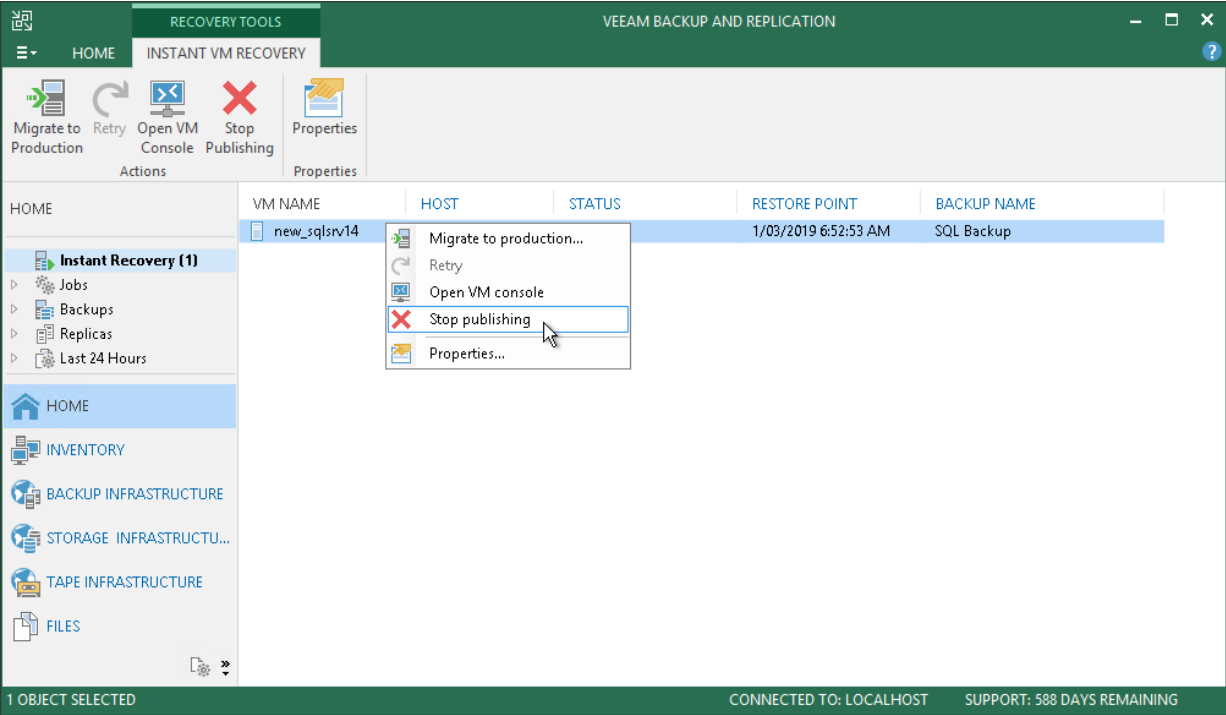 RECOVERY TOOLS
VEEAM BACKUP AND REPLICATION
HOME
INSTANT VM RECOVERY
?
Migrate to
Production
Retry
Open VM
Console
Stop
Publishing
Properties
Actions
Properties
HOME
Instant Recovery (1)
Jobs
Backups
Replicas
Last 24 Hours
HOME
INVENTORY
BACKUP INFRASTRUCTURE
STORAGE INFRASTRUCTU...
TAPE INFRASTRUCTURE
FILES
VM NAME HOST STATUS RESTORE POINT BACKUP NAME
new_sqlsrv14 1/03/2019 6:52:53 AM SQL Backup
Migrate to production...
Retry
Open VM console
Stop publishing
Properties...
1 OBJECT SELECTED
CONNECTED TO: LOCALHOST
SUPPORT: 588 DAYS REMAINING